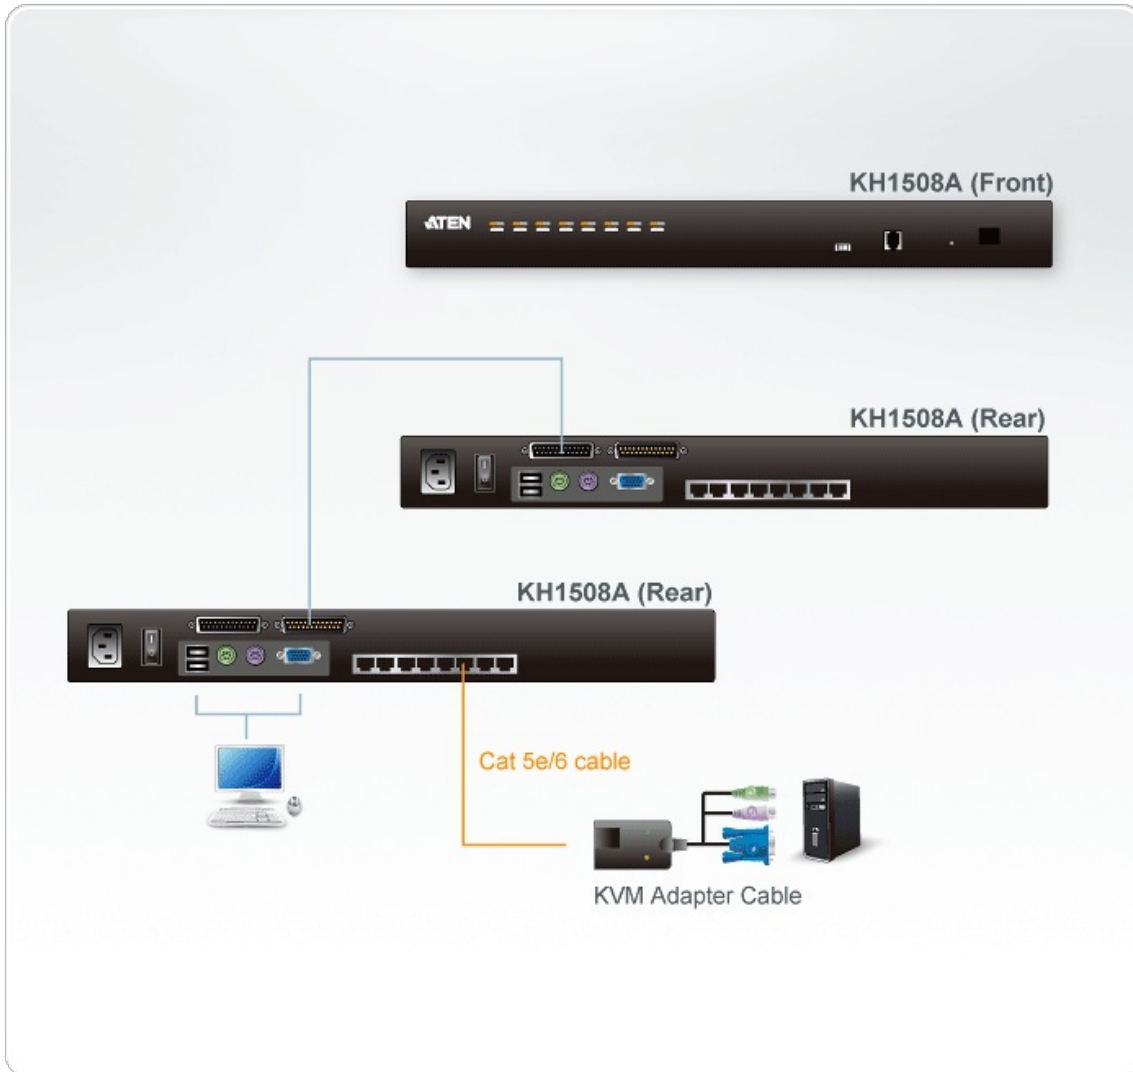 KH1508A (Front)
ATEN
KH1508A (Rear)
KH1508A (Rear)
Cat 5e/6 cable
KVM Adapter Cable